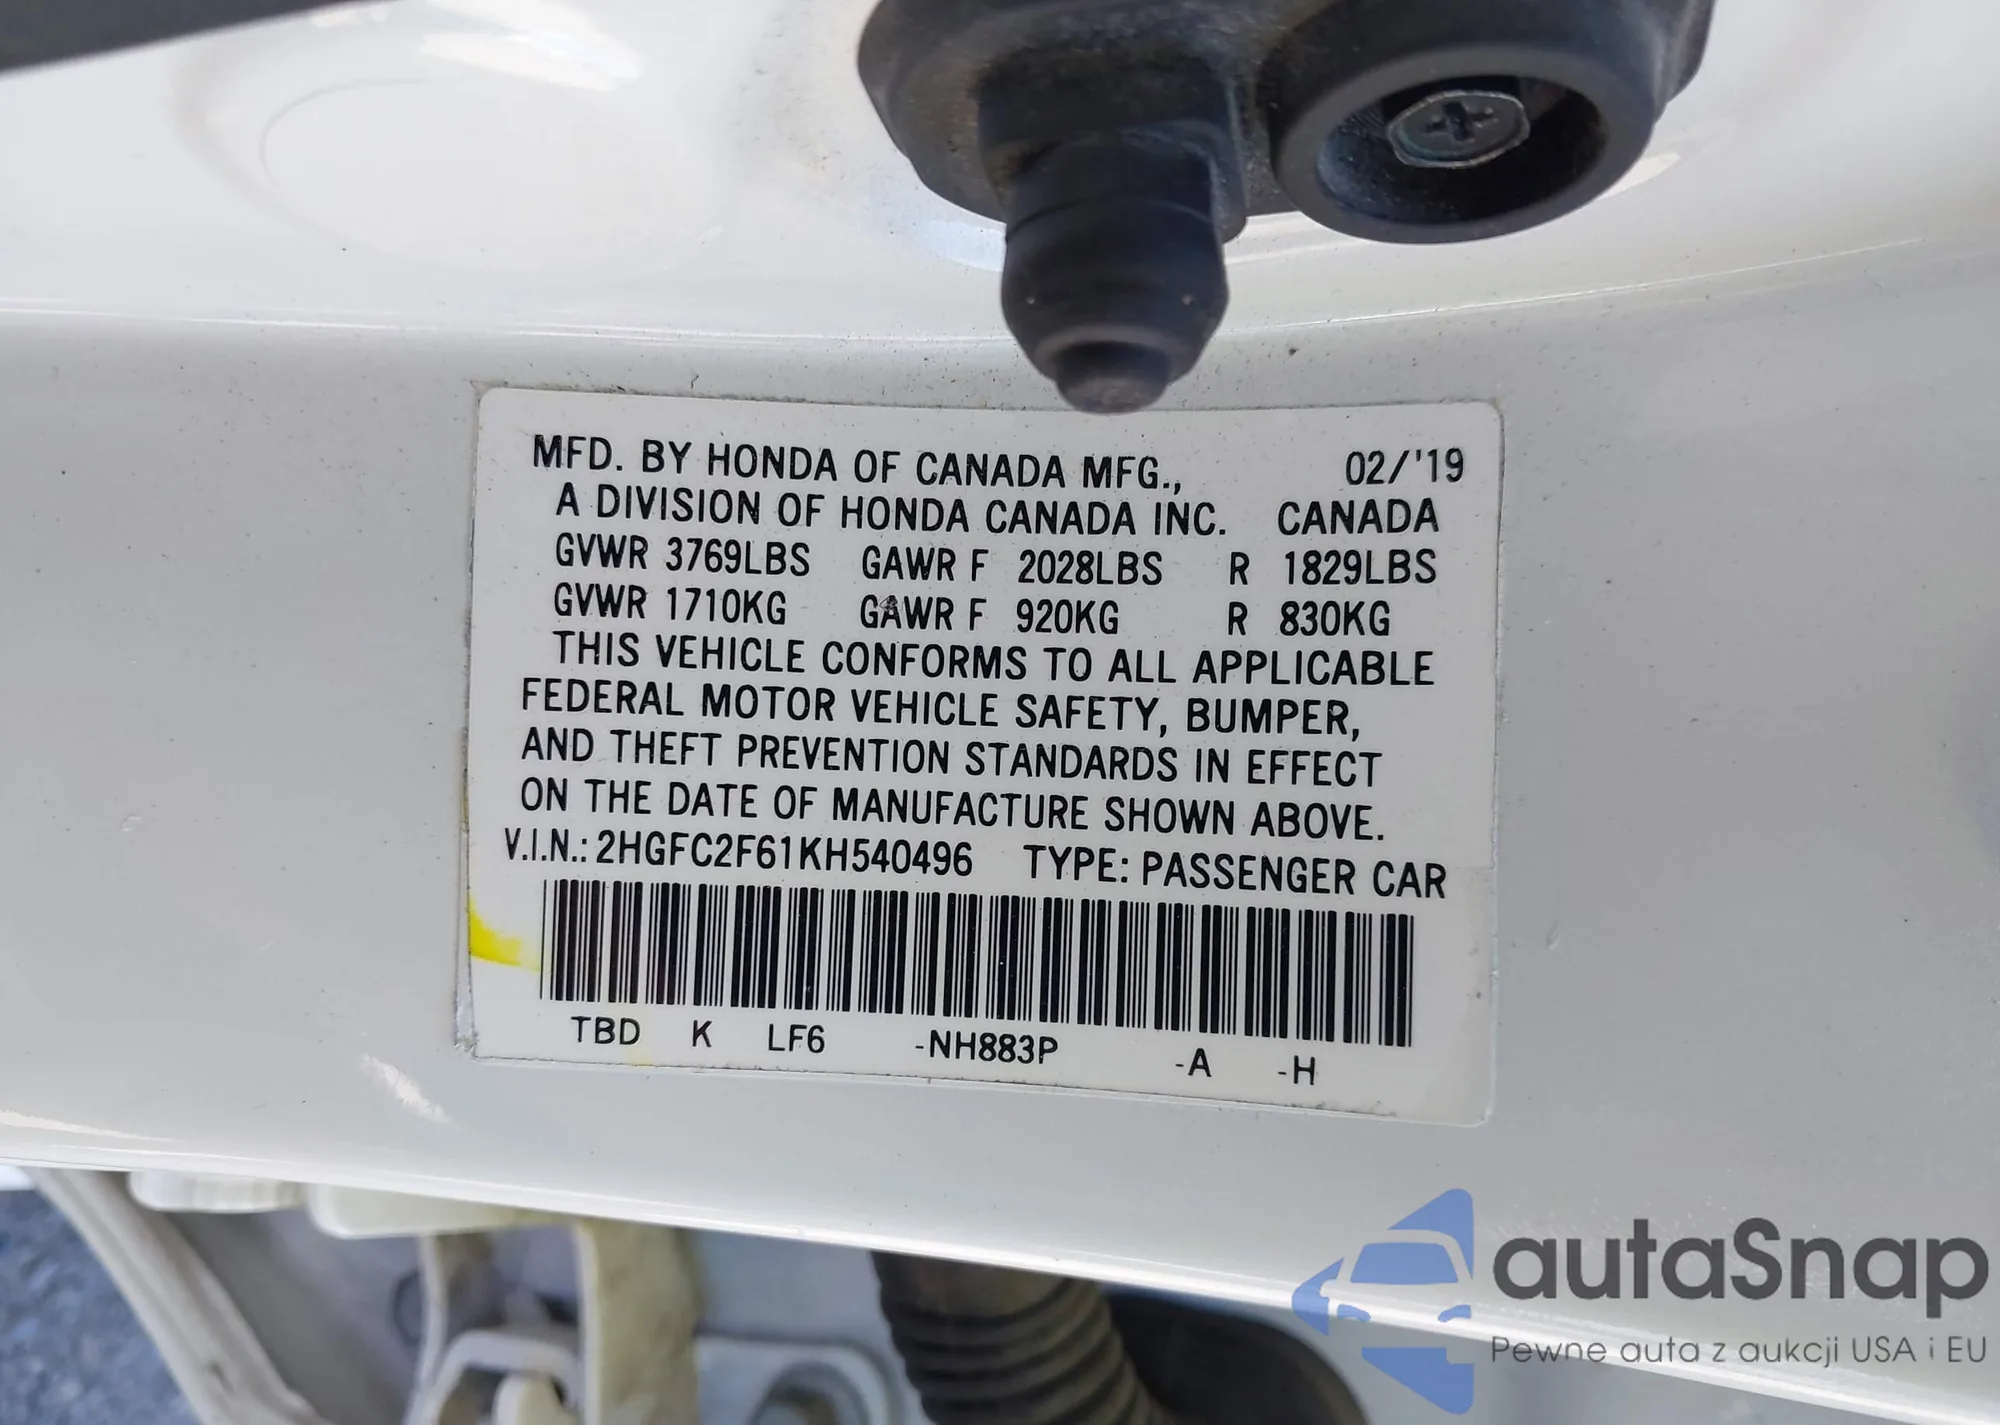 MFD. BY HONDA OF CANADA MFG., 02/'19
A DIVISION OF HONDA CANADA INC. CANADA
GVWR 3769LBS GAWR F 2028LBS R 1829LBS
GVWR 1710KG GAWR F 920KG R 830KG
THIS VEHICLE CONFORMS TO ALL APPLICABLE
FEDERAL MOTOR VEHICLE SAFETY, BUMPER,
AND THEFT PREVENTION STANDARDS IN EFFECT
ON THE DATE OF MANUFACTURE SHOWN ABOVE.
V.I.N.: 2HGFC2F61KH540496 TYPE: PASSENGER CAR
TBD K LF6 -NH883P -A -H
autaSnap
Pewne auta z aukcji USA i EU